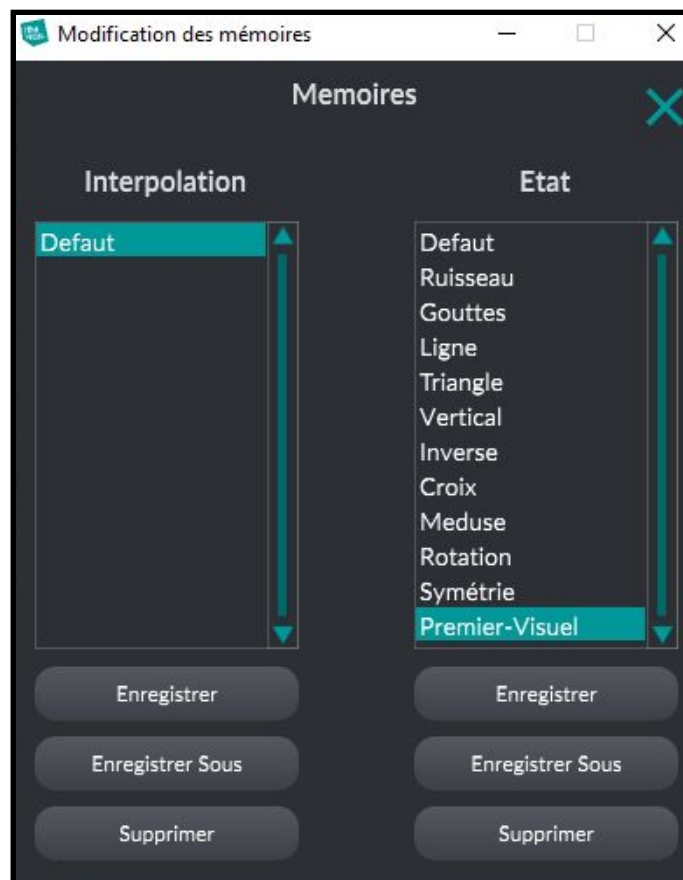 Modification des mémoires
Memoires
Interpolation
Defaut
Enregistrer
Enregistrer Sous
Supprimer
Etat
Defaut
Ruisseau
Gouttes
Ligne
Triangle
Vertical
Inverse
Croix
Meduse
Rotation
Symétrie
Premier-Visuel
Enregistrer
Enregistrer Sous
Supprimer